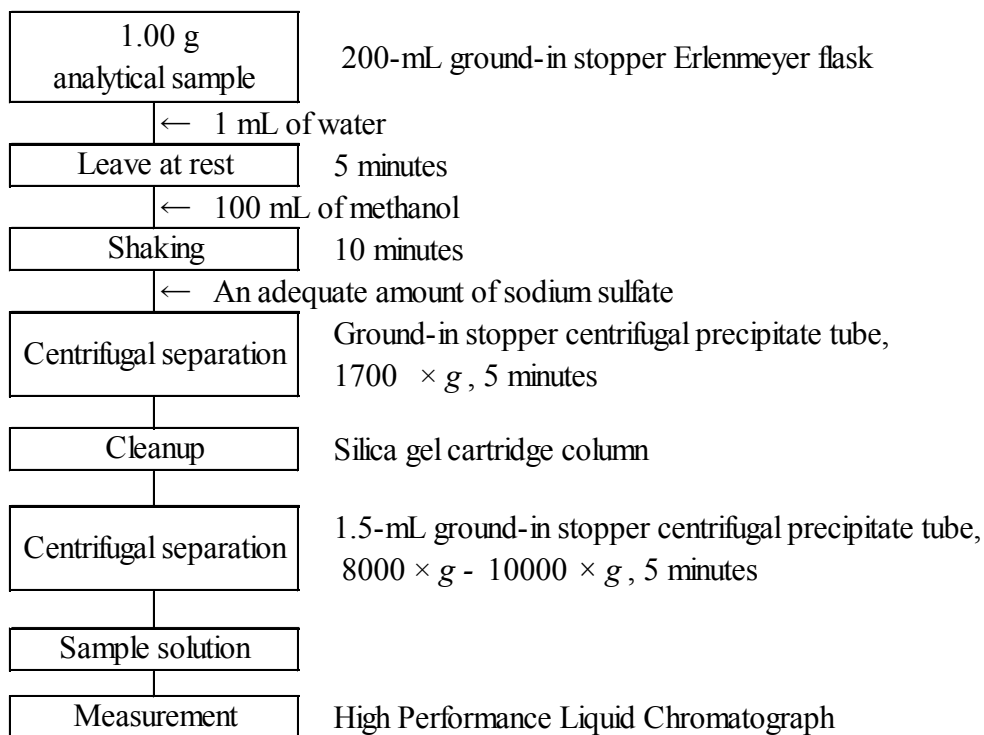 1.00 g
analytical sample
200-mL ground-in stopper Erlenmeyer flask
← 1 mL of water
Leave at rest
5 minutes
← 100 mL of methanol
Shaking
10 minutes
← An adequate amount of sodium sulfate
Centrifugal separation
Ground-in stopper centrifugal precipitate tube,
1700 × g , 5 minutes
Cleanup
Silica gel cartridge column
Centrifugal separation
1.5-mL ground-in stopper centrifugal precipitate tube,
8000 × g - 10000 × g , 5 minutes
Sample solution
Measurement
High Performance Liquid Chromatograph